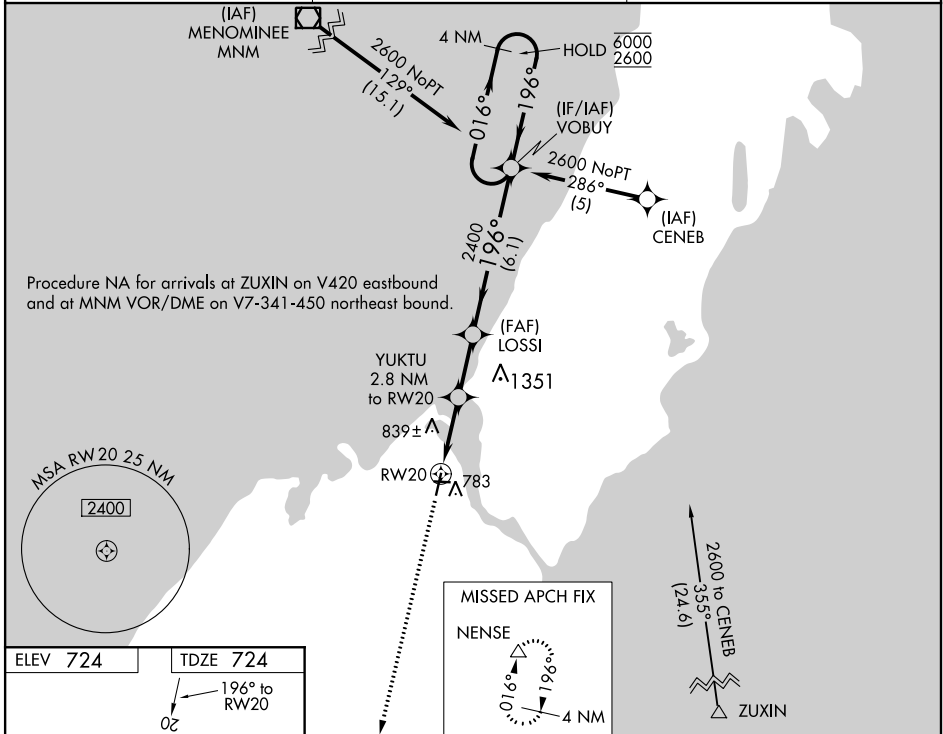 (IAF)
MENOMINEE
MNM
2600 NoPT
129°
(15.1)
4 NM
HOLD
6000
2600
016°
196°
(IF/IAF)
VOBUY
2600 NoPT
286°
(5)
(IAF)
CENEB
2400
196°
(6.1)
Procedure NA for arrivals at ZUXIN on V420 eastbound
and at MNM VOR/DME on V7-341-450 northeast bound.
(FAF)
LOSSI
1351
YUKTU
2.8 NM
to RW20
839±
RW20
783
MSA RW20 25 NM
2400
2600 to CENEB
355°
(24.6)
ZUXIN
MISSED APCH FIX
NENSE
016°
196°
4 NM
ELEV 724
TDZE 724
196° to
RW20
20